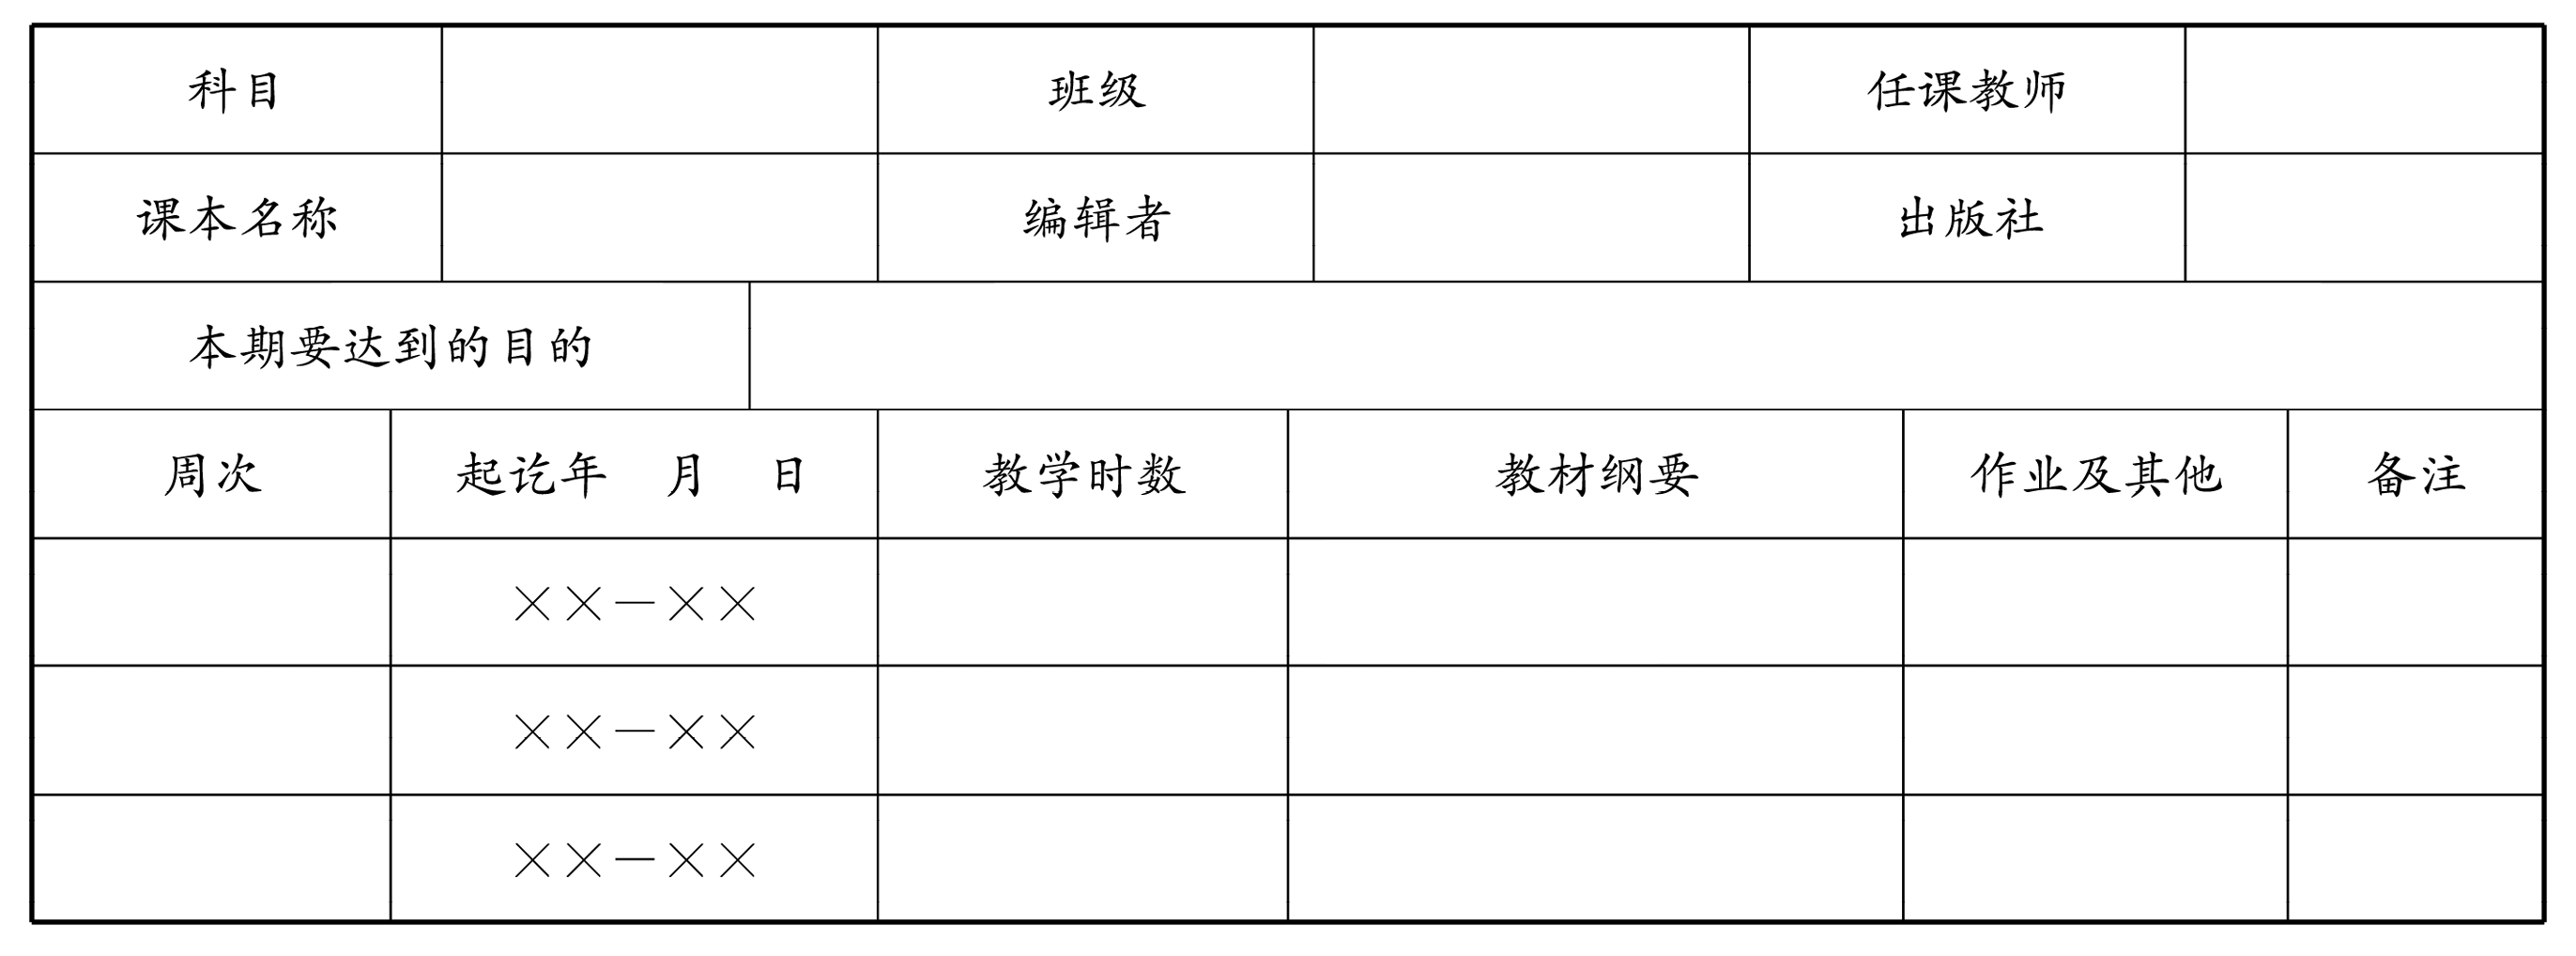 科目 班级 任课教师
课本名称 编辑者 出版社
本期要达到的目的
周次 起讫年 月 日 教学时数 教材纲要 作业及其他 备注
××—××
××—××
××—××